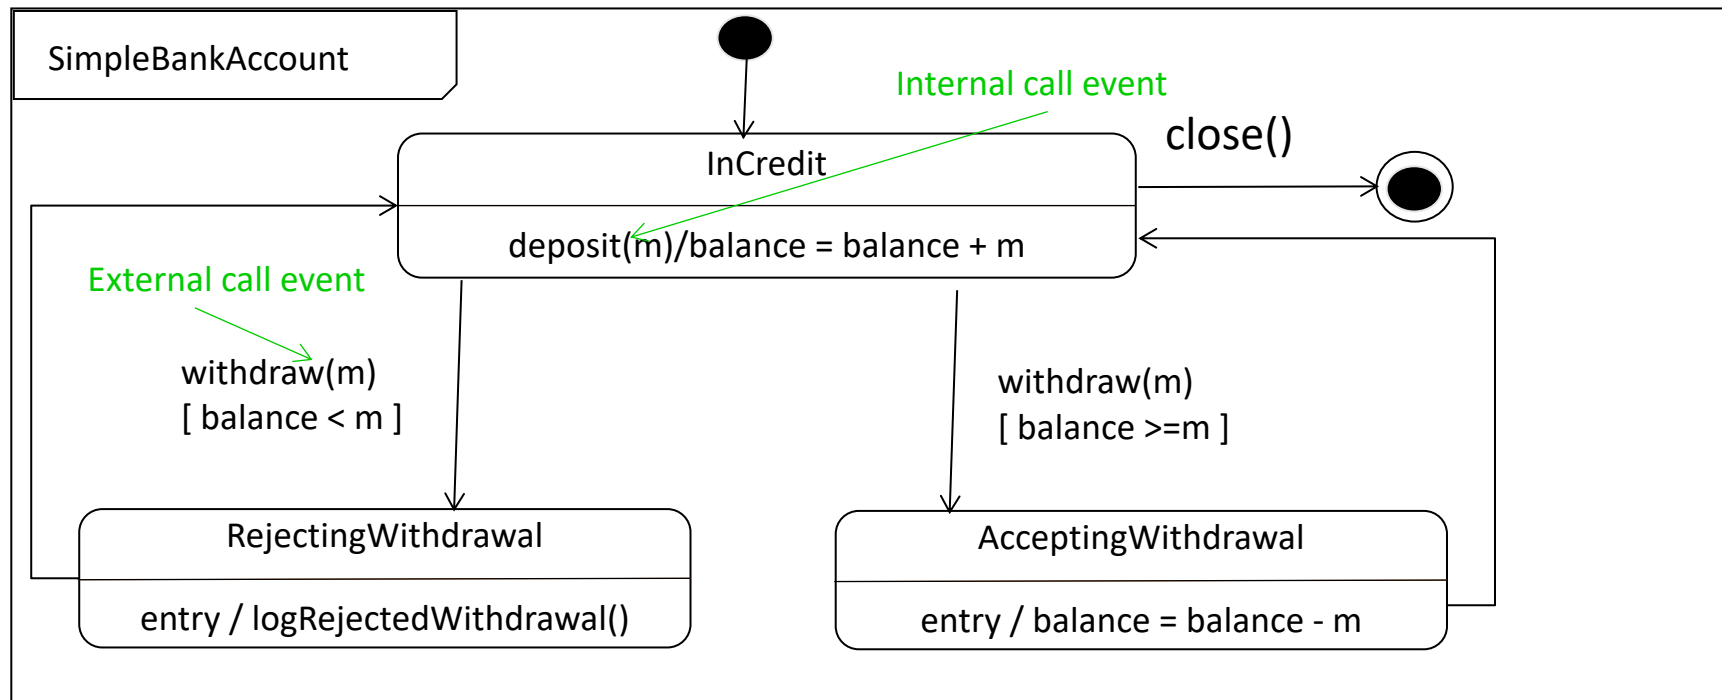 SimpleBankAccount
Internal call event
close()
InCredit
deposit(m)/balance = balance + m
External call event
withdraw(m)
[ balance < m ]
withdraw(m)
[ balance >=m ]
RejectingWithdrawal
entry / logRejectedWithdrawal()
AcceptingWithdrawal
entry / balance = balance - m